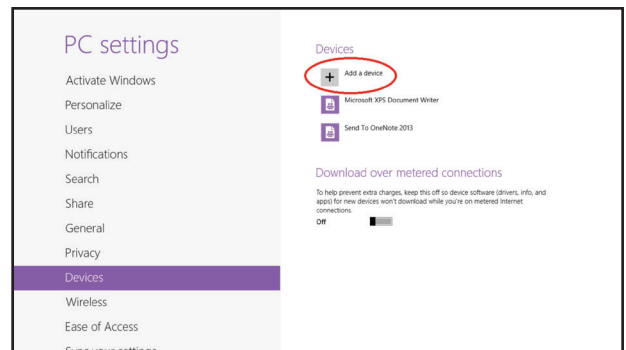 PC settings
Activate Windows
Personalize
Users
Notifications
Search
Share
General
Privacy
Devices
Wireless
Ease of Access
Sync your settings
Devices
Add a device
Microsoft XPS Document Writer
Send To OneNote 2013
Download over metered connections
To help prevent extra charges, keep this off so device software (drivers, info, and
apps) for new devices won't download while you're on metered Internet
connections.
Off